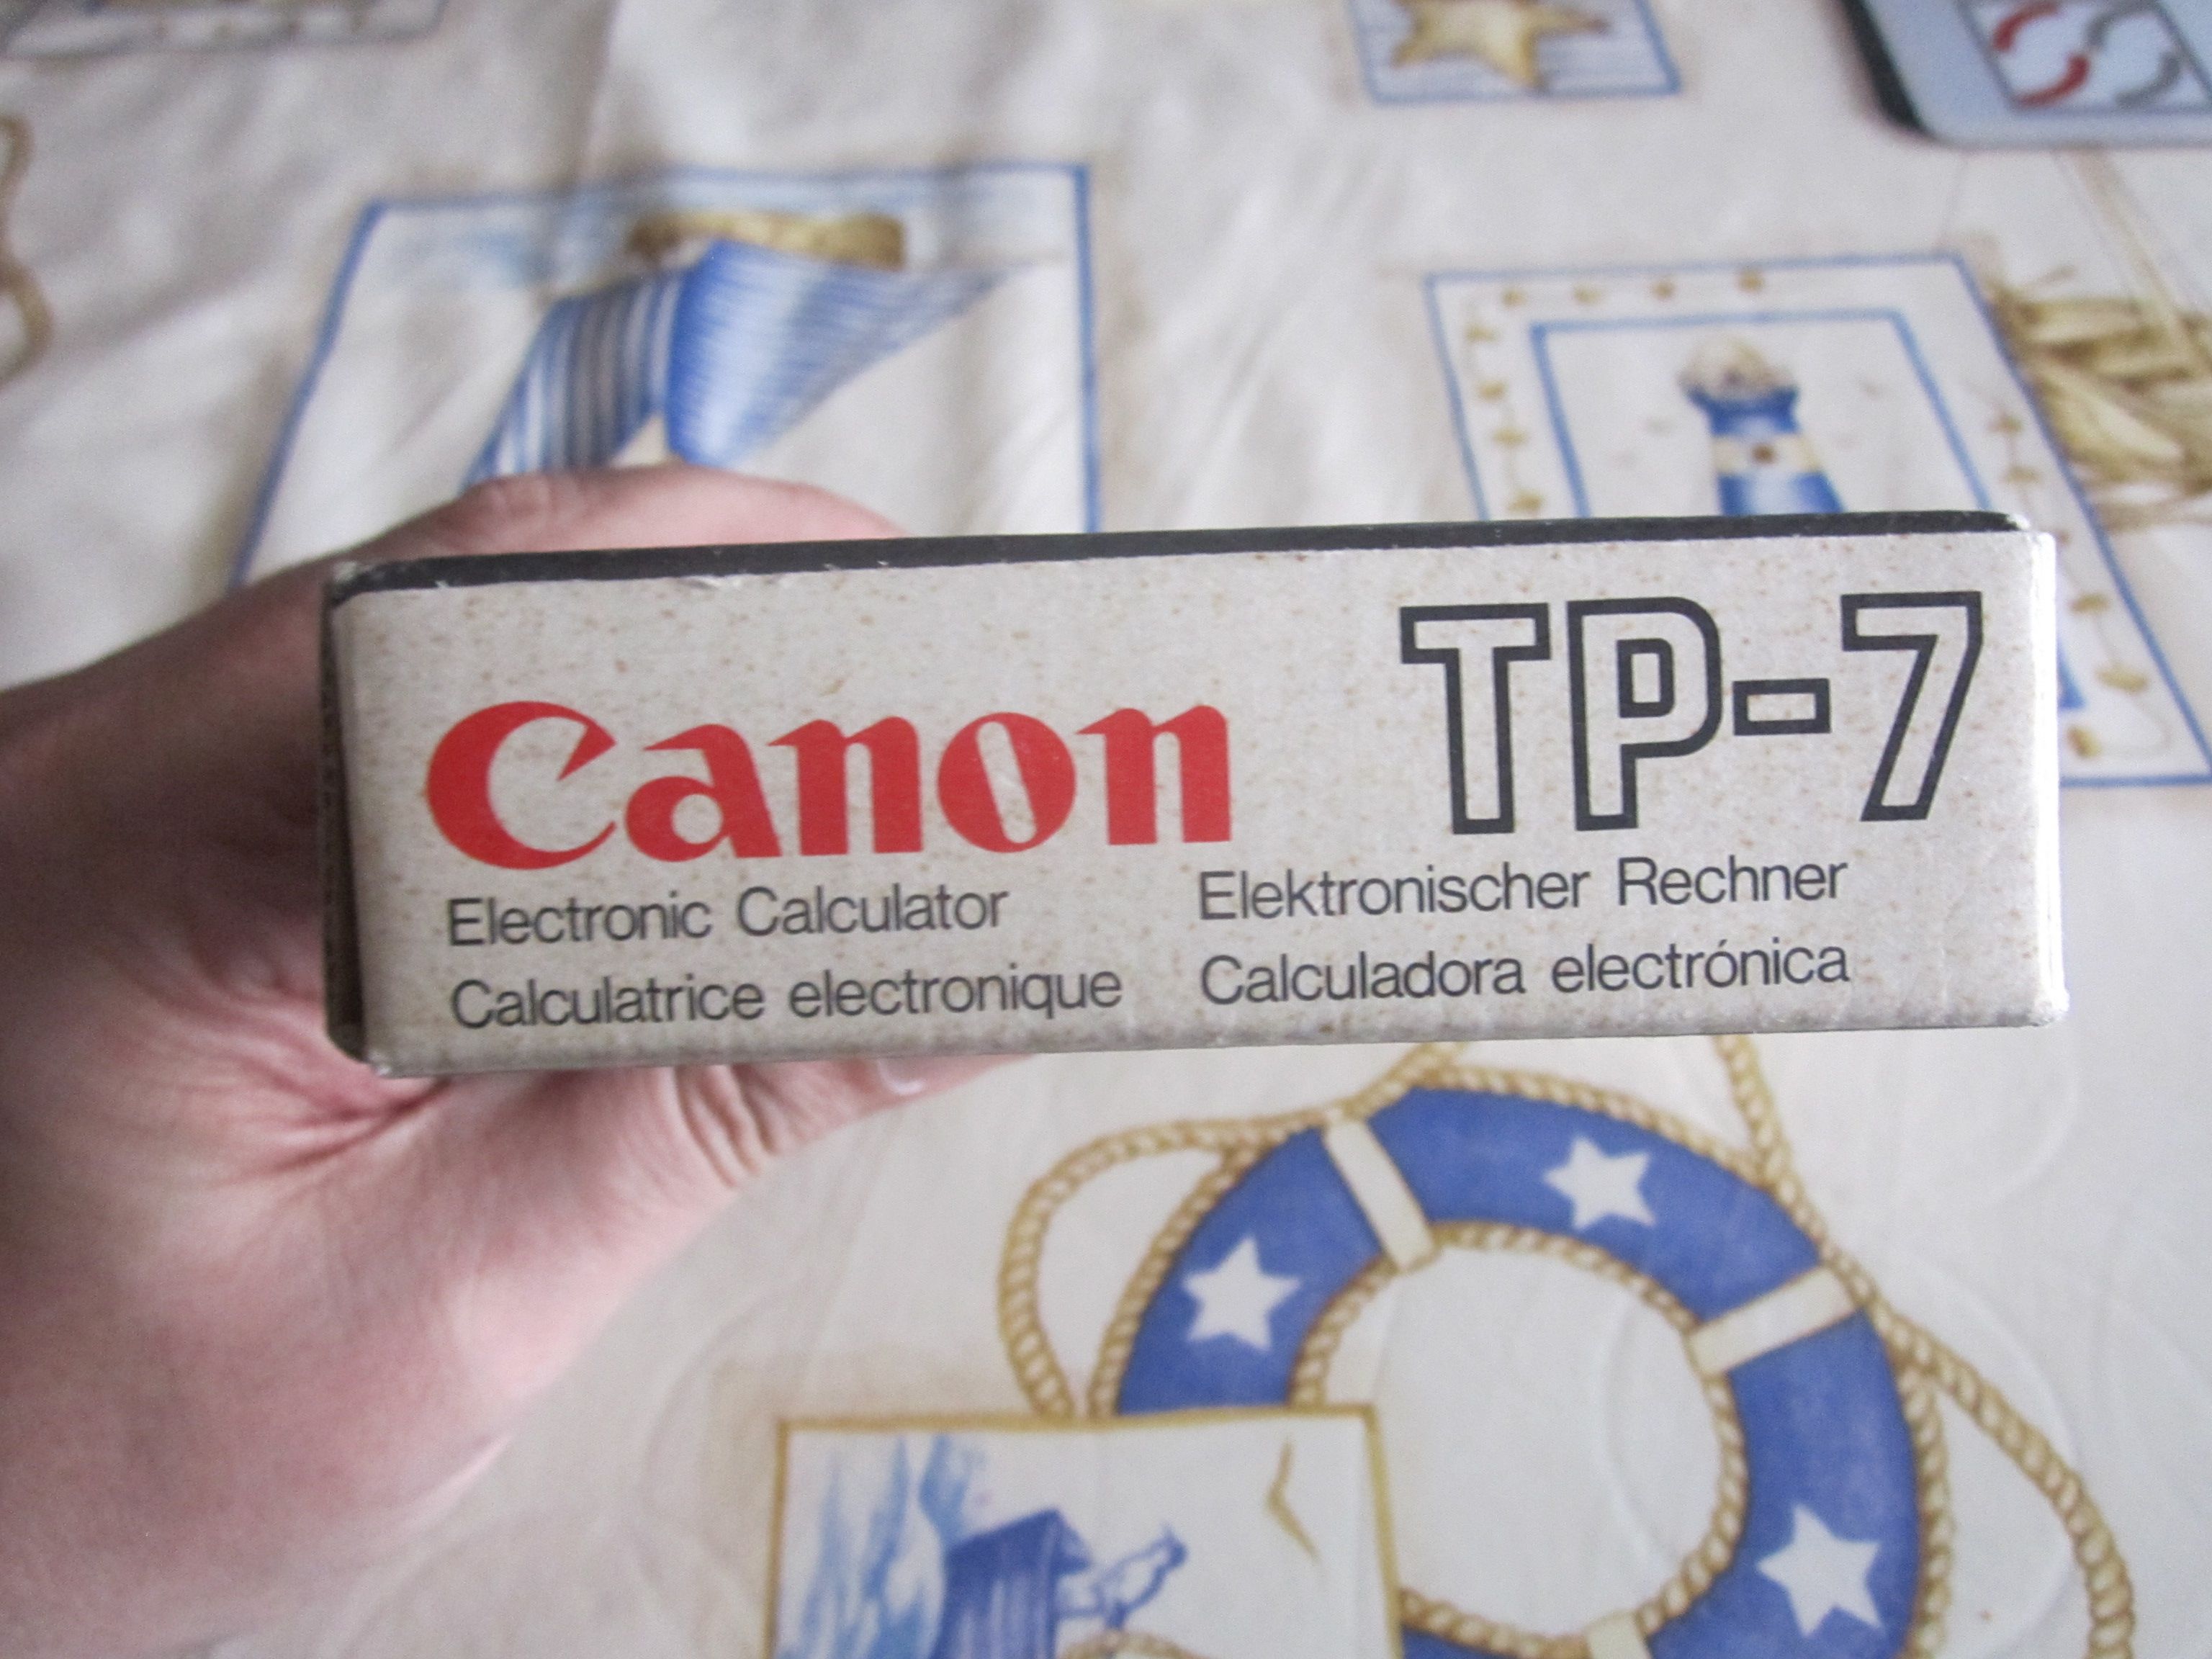 Canon TP-7
Electronic Calculator
Calculatrice electronique
Elektronischer Rechner
Calculadora electrónica